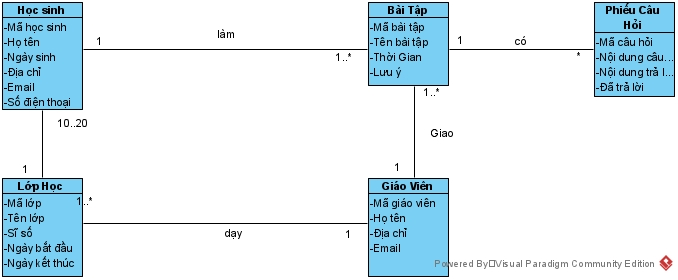 Học sinh
-Mã học sinh
-Họ tên
-Ngày sinh
-Địa chỉ
-Email
-Số điện thoại
1
làm
1..*
Bài Tập
-Mã bài tập
-Tên bài tập
-Thời Gian
-Lưu ý
1
có
*
Phiếu Câu
Hỏi
-Mã câu hỏi
-Nội dung câu...
-Nội dung trả l...
-Đã trả lời
10..20
1
1..*
Giao
1
Lớp Học
-Mã lớp
-Tên lớp
-Sĩ số
-Ngày bắt đầu
-Ngày kết thúc
1..*
dạy
1
Giáo Viên
-Mã giáo viên
-Họ tên
-Địa chỉ
-Email
Powered By Visual Paradigm Community Edition